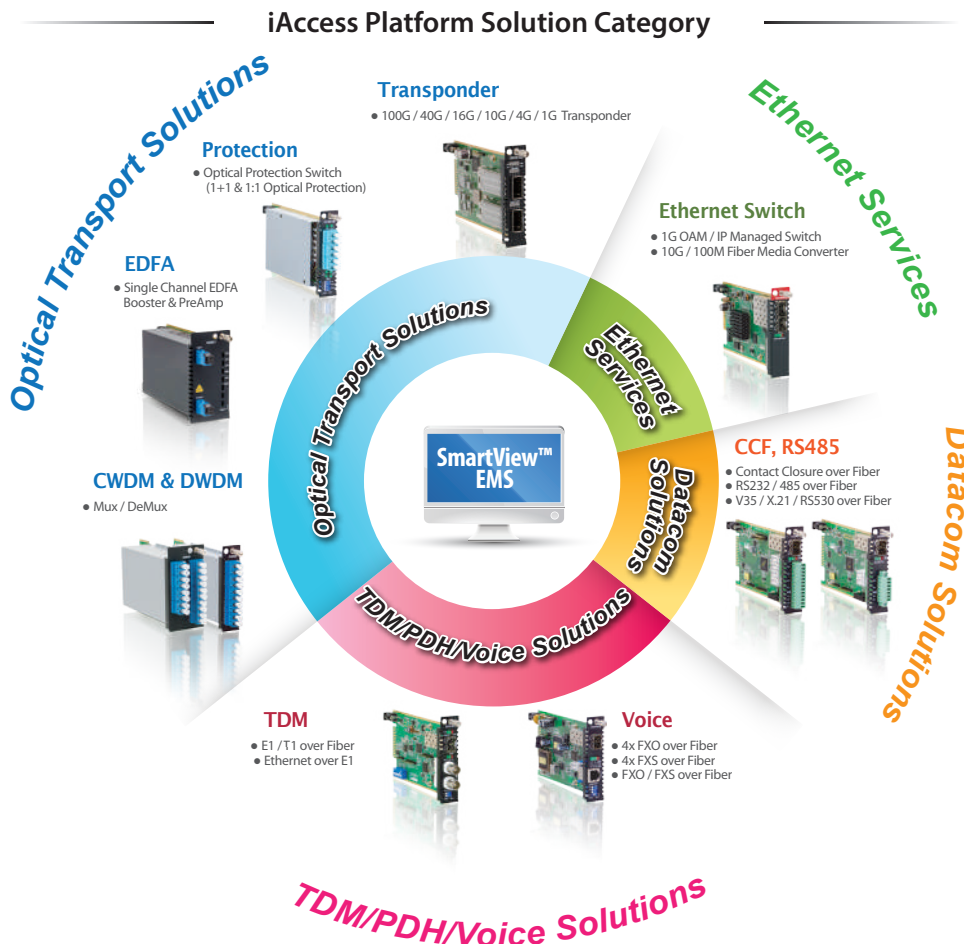 iAccess Platform Solution Category
Optical Transport Solutions
Transponder
● 100G / 40G / 16G / 10G / 4G / 1G Transponder
Protection
● Optical Protection Switch
(1+1 & 1:1 Optical Protection)
EDFA
● Single Channel EDFA
Booster & PreAmp
CWDM & DWDM
● Mux / DeMux
Ethernet Services
Ethernet Switch
● 1G OAM / IP Managed Switch
● 10G / 100M Fiber Media Converter
Optical Transport Solutions
Ethernet
Services
Datacom
Solutions
TDM/PDH/Voice Solutions
SmartView™
EMS
CCF, RS485
● Contact Closure over Fiber
● RS232 / 485 over Fiber
● V35 / X.21 / RS530 over Fiber
Datacom Solutions
TDM
● E1 / T1 over Fiber
● Ethernet over E1
Voice
● 4x FXO over Fiber
● 4x FXS over Fiber
● FXO / FXS over Fiber
TDM/PDH/Voice Solutions